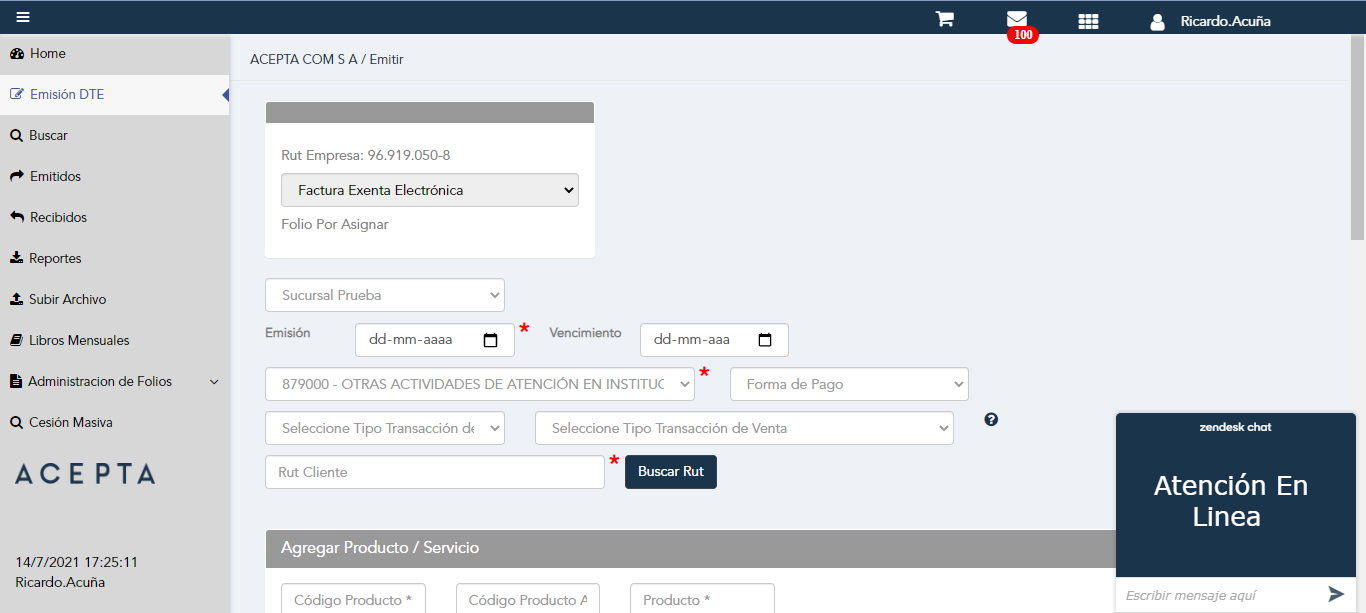 Ricardo.Acuña
100
Home
Emisión DTE
Buscar
Emitidos
Recibidos
Reportes
Subir Archivo
Libros Mensuales
Administracion de Folios
Cesión Masiva
ACEPTA
14/7/2021 17:25:11
Ricardo.Acuña
ACEPTA COM S A / Emitir
Rut Empresa: 96.919.050-8
Factura Exenta Electrónica
Folio Por Asignar
Sucursal Prueba
Emisión dd-mm-aaaa * Vencimiento dd-mm-aaa
879000 - OTRAS ACTIVIDADES DE ATENCIÓN EN INSTITUC * Forma de Pago
Seleccione Tipo Transacción de Seleccione Tipo Transacción de Venta ?
Rut Cliente * Buscar Rut
Agregar Producto / Servicio
Código Producto * Código Producto A Producto *
zendesk chat
Atención En
Linea
Escribir mensaje aquí